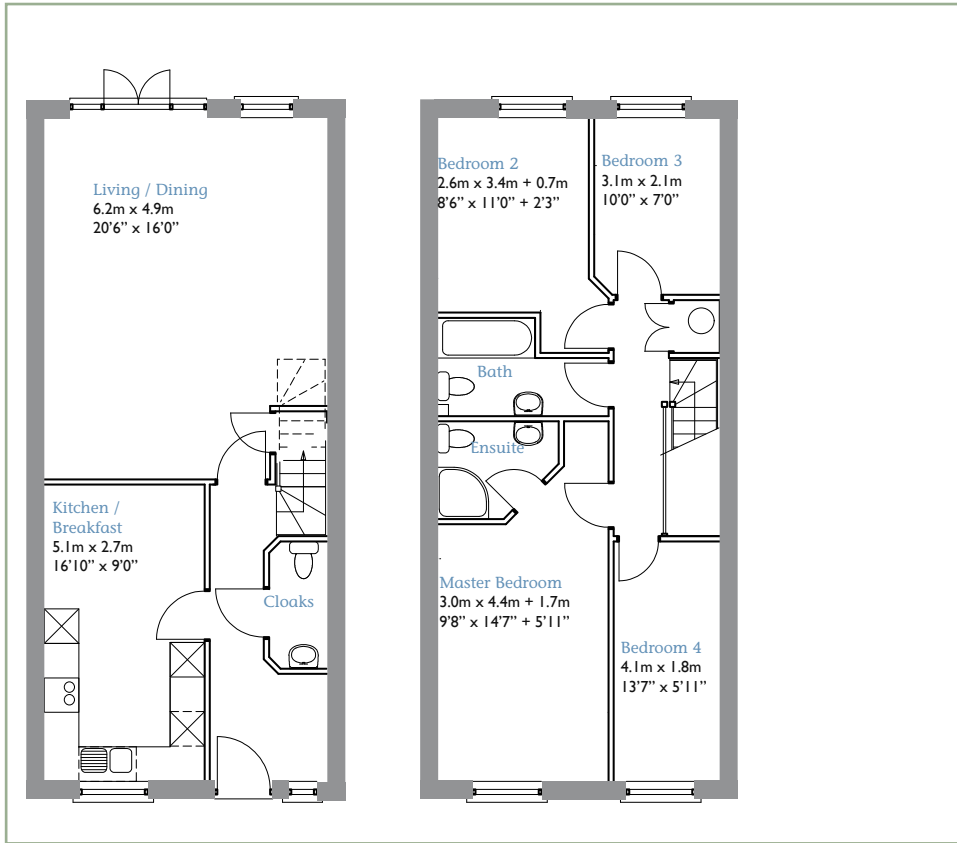 Living / Dining
6.2m x 4.9m
20’6” x 16’0”
Kitchen /
Breakfast
5.1m x 2.7m
16’10” x 9’0”
Cloaks
Bedroom 2
2.6m x 3.4m + 0.7m
8’6” x 11’0” + 2’3”
Bedroom 3
3.1m x 2.1m
10’0” x 7’0”
Bath
Ensuite
Master Bedroom
3.0m x 4.4m + 1.7m
9’8” x 14’7” + 5’11”
Bedroom 4
4.1m x 1.8m
13’7” x 5’11”